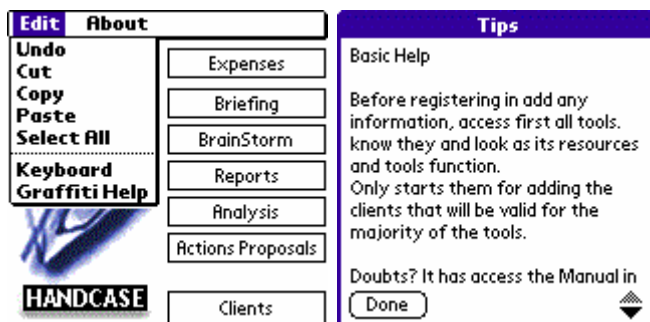 Edit About
Undo
Cut
Copy
Paste
Select All
Keyboard
Graffiti Help
HANDCASE
Expenses
Briefing
BrainStorm
Reports
Analysis
Actions Proposals
Clients
Tips
Basic Help
Before registering in add any
information, access first all tools.
know they and look as its resources
and tools function.
Only starts them for adding the
clients that will be valid for the
majority of the tools.
Doubts? It has access the Manual in
Done